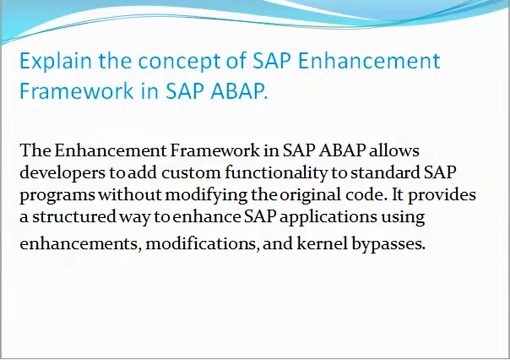 Explain the concept of SAP Enhancement
Framework in SAP ABAP.
The Enhancement Framework in SAP ABAP allows
developers to add custom functionality to standard SAP
programs without modifying the original code. It provides
a structured way to enhance SAP applications using
enhancements, modifications, and kernel bypasses.